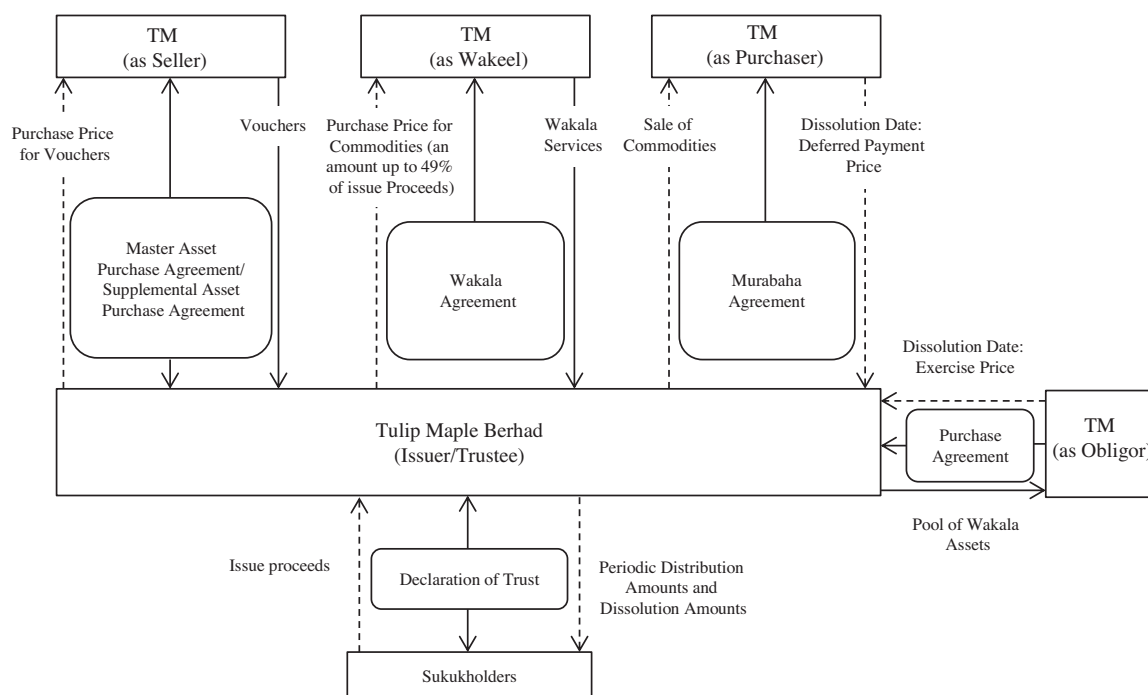 TM
(as Seller)
TM
(as Wakeel)
TM
(as Purchaser)
Purchase Price
for Vouchers
Vouchers
Purchase Price for
Commodities (an
amount up to 49%
of issue Proceeds)
Wakala
Services
Sale of
Commodities
Dissolution Date:
Deferred Payment
Price
Master Asset
Purchase Agreement/
Supplemental Asset
Purchase Agreement
Wakala
Agreement
Murabaha
Agreement
Dissolution Date:
Exercise Price
Tulip Maple Berhad
(Issuer/Trustee)
Purchase
Agreement
TM
(as Obligor)
Pool of Wakala
Assets
Issue proceeds
Declaration of Trust
Periodic Distribution
Amounts and
Dissolution Amounts
Sukukholders